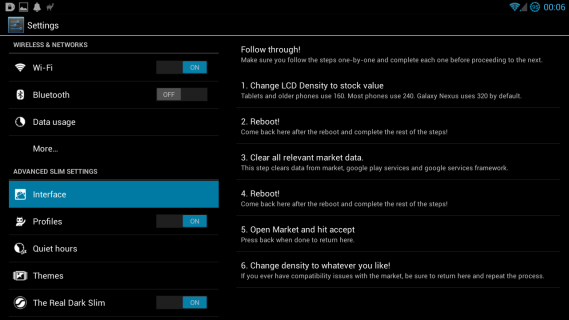 00:06
Settings
WIRELESS & NETWORKS
Wi-Fi
ON
Bluetooth
OFF
Data usage
More...
ADVANCED SLIM SETTINGS
Interface
Profiles
ON
Quiet hours
Themes
The Real Dark Slim
ON
Follow through!
Make sure you follow the steps one-by-one and complete each one before proceeding to the next.
1. Change LCD Density to stock value
Tablets and older phones use 160. Most phones use 240. Galaxy Nexus uses 320 by default.
2. Reboot!
Come back here after the reboot and complete the rest of the steps!
3. Clear all relevant market data.
This step clears data from market, google play services and google services framework.
4. Reboot!
Come back here after the reboot and complete the rest of the steps!
5. Open Market and hit accept
Press back when done to return here.
6. Change density to whatever you like!
If you ever have compatibility issues with the market, be sure to return here and repeat the process.